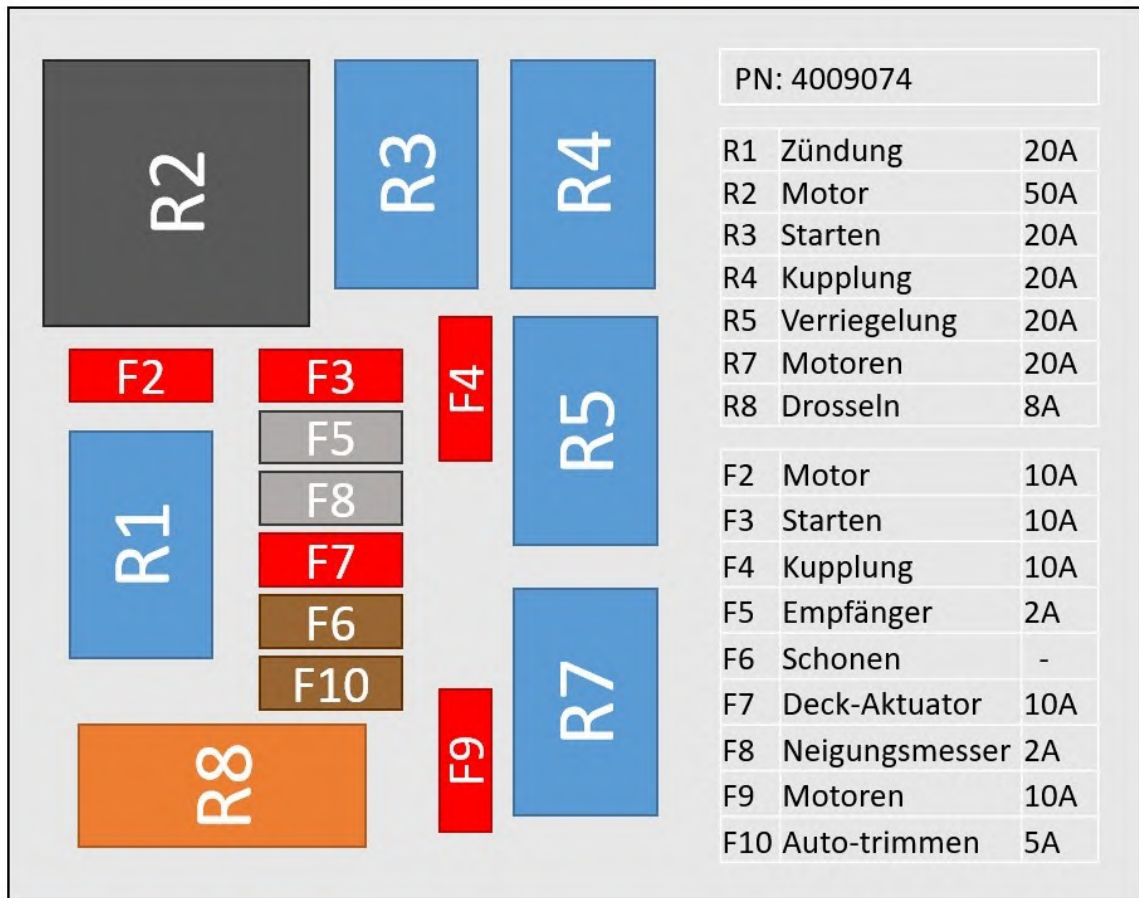 R2
R3
R4
F2
F3
F4
F5
R5
F8
R1
F7
F6
F10
R7
F9
R8
PN: 4009074
R1 Zündung 20A
R2 Motor 50A
R3 Starten 20A
R4 Kupplung 20A
R5 Verriegelung 20A
R7 Motoren 20A
R8 Drosseln 8A
F2 Motor 10A
F3 Starten 10A
F4 Kupplung 10A
F5 Empfänger 2A
F6 Schonen -
F7 Deck-Aktuator 10A
F8 Neigungsmesser 2A
F9 Motoren 10A
F10 Auto-trimmen 5A